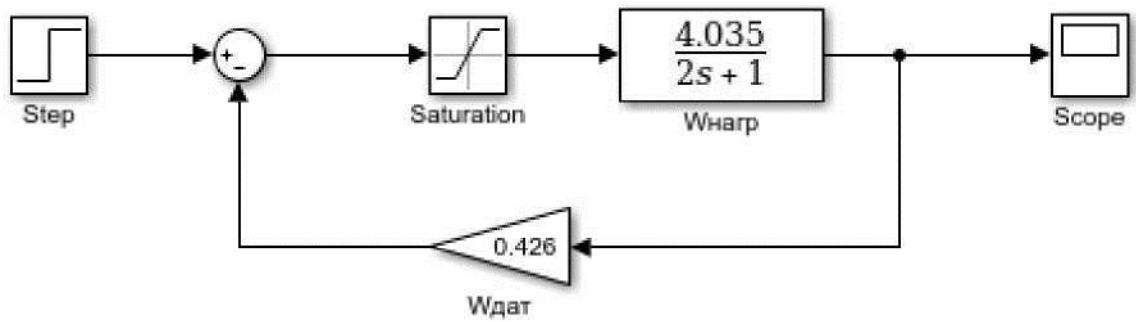 +
-
4.035
2s + 1
Step
Saturation
Wнагр
Scope
0.426
Wдат